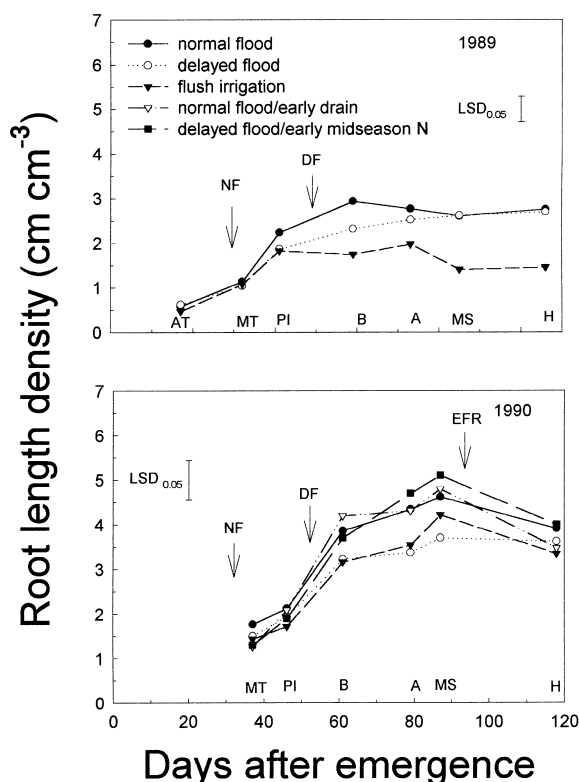 7
6
5
4
3
2
1
0
normal flood
delayed flood
flush irrigation
normal flood/early drain
delayed flood/early midseason N
1989
LSD0.05
NF
DF
AT MT PI B A MS H
Root length density (cm cm-3)
7
6
5
4
3
2
1
0
1990
EFR
LSD 0.05
DF
NF
MT PI B A MS H
0 20 40 60 80 100 120
Days after emergence